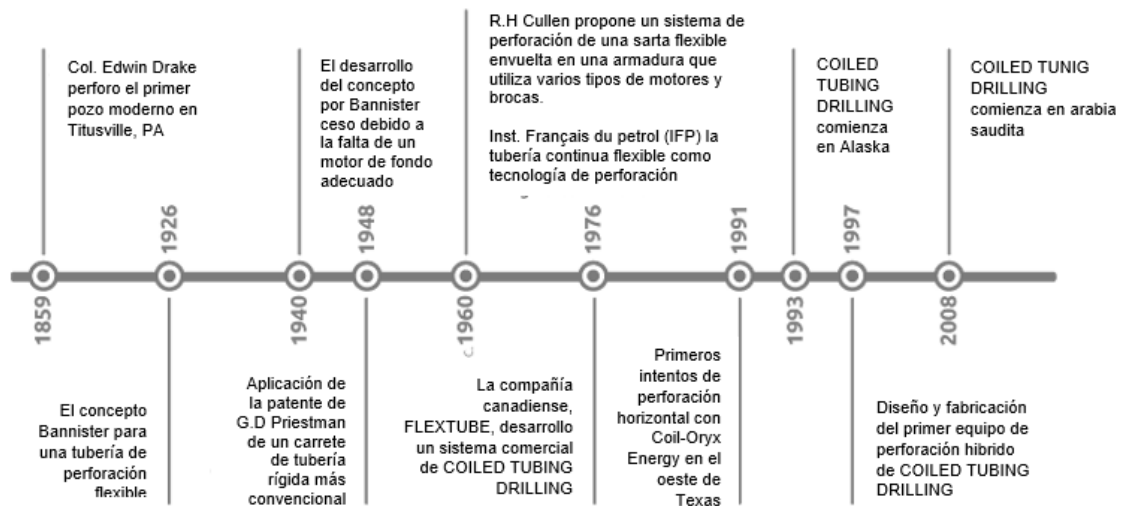 Col. Edwin Drake
perforo el primer
pozo moderno en
Titusville, PA
El desarrollo
del concepto
por Bannister
ceso debido a
la falta de un
motor de fondo
adecuado
R.H Cullen propone un sistema de
perforación de una sarta flexible
envuelta en una armadura que
utiliza varios tipos de motores y
brocas.
Inst. Français du petrol (IFP) la
tubería continua flexible como
tecnología de perforación
COILED
TUBING
DRILLING
comienza
en Alaska
COILED TUNIG
DRILLING
comienza en arabia
saudita
1859
1926
1940
1948
c.1960
1976
1991
1993
1997
2008
El concepto
Bannister para
una tubería de
perforación
flexible
Aplicación de
la patente de
G.D Priestman
de un carrete
de tubería
rígida más
convencional
La compañía
canadiense,
FLEXTUBE, desarrollo
un sistema comercial
de COILED TUBING
DRILLING
Primeros
intentos de
perforación
horizontal con
Coil-Oryx
Energy en el
oeste de
Texas
Diseño y fabricación
del primer equipo de
perforación hibrido
de COILED TUBING
DRILLING